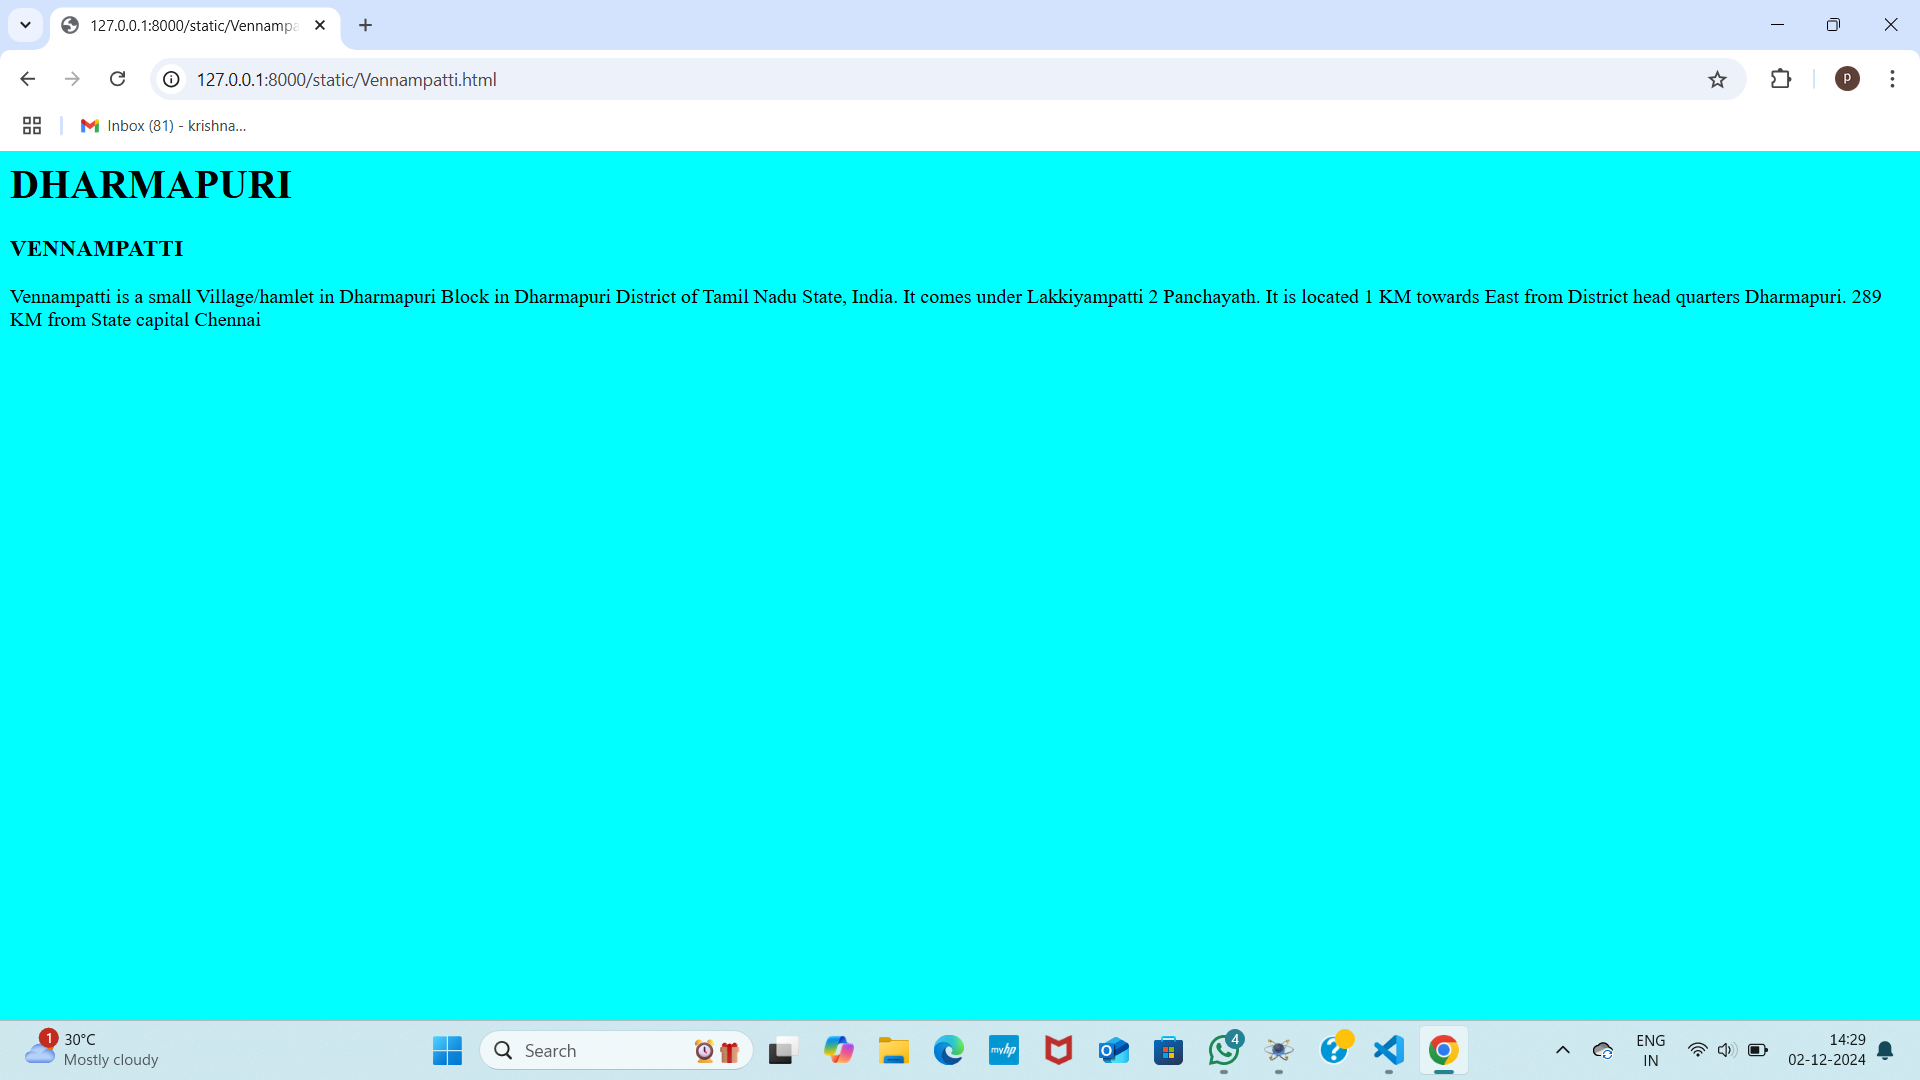 127.0.0.1:8000/static/Vennampa
127.0.0.1:8000/static/Vennampatti.html
P
Inbox (81) - krishna...
DHARMAPURI
VENNAMPATTI
Vennampatti is a small Village/hamlet in Dharmapuri Block in Dharmapuri District of Tamil Nadu State, India. It comes under Lakkiyampatti 2 Panchayath. It is located 1 KM towards East from District head quarters Dharmapuri. 289
KM from State capital Chennai
1
30°C
Mostly cloudy
Search
myhp
4
ENG
IN
14:29
02-12-2024